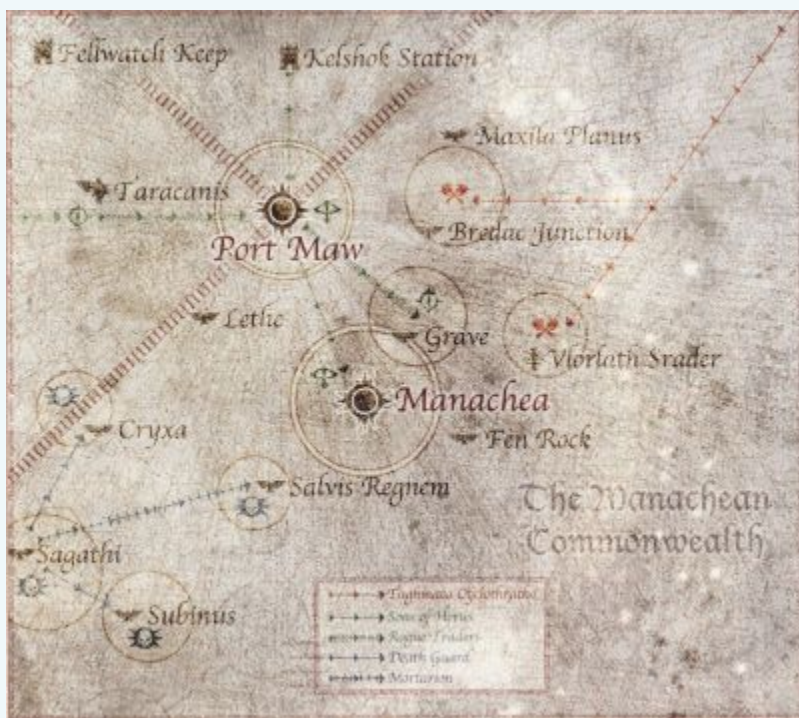 Fellwatch Keep
Kelshok Station
Maxila Planus
Taracanis
Port Maw
Bredac Junction
Lethe
Grave
Vlorlath Srader
Manachea
Cryxa
Fen Rock
Salvis Regnem
The Manachean
Commonwealth
Sagathi
Subinus
Sons of Horus
Rogue Traders
Death Guard
Mortarion